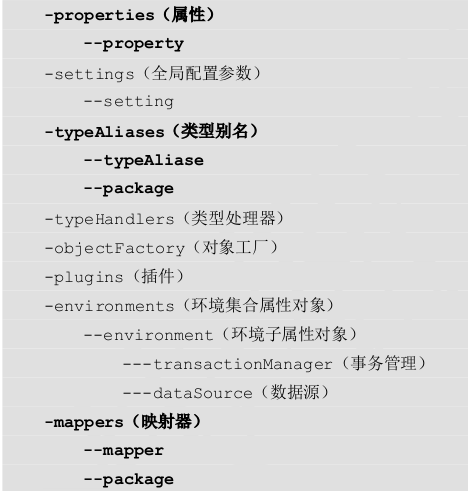 -properties（属性）
--property
-settings（全局配置参数）
--setting
-typeAliases（类型别名）
--typeAliase
--package
-typeHandlers（类型处理器）
-objectFactory（对象工厂）
-plugins（插件）
-environments（环境集合属性对象）
--environment（环境子属性对象）
---transactionManager（事务管理）
---dataSource（数据源）
-mappers（映射器）
--mapper
--package